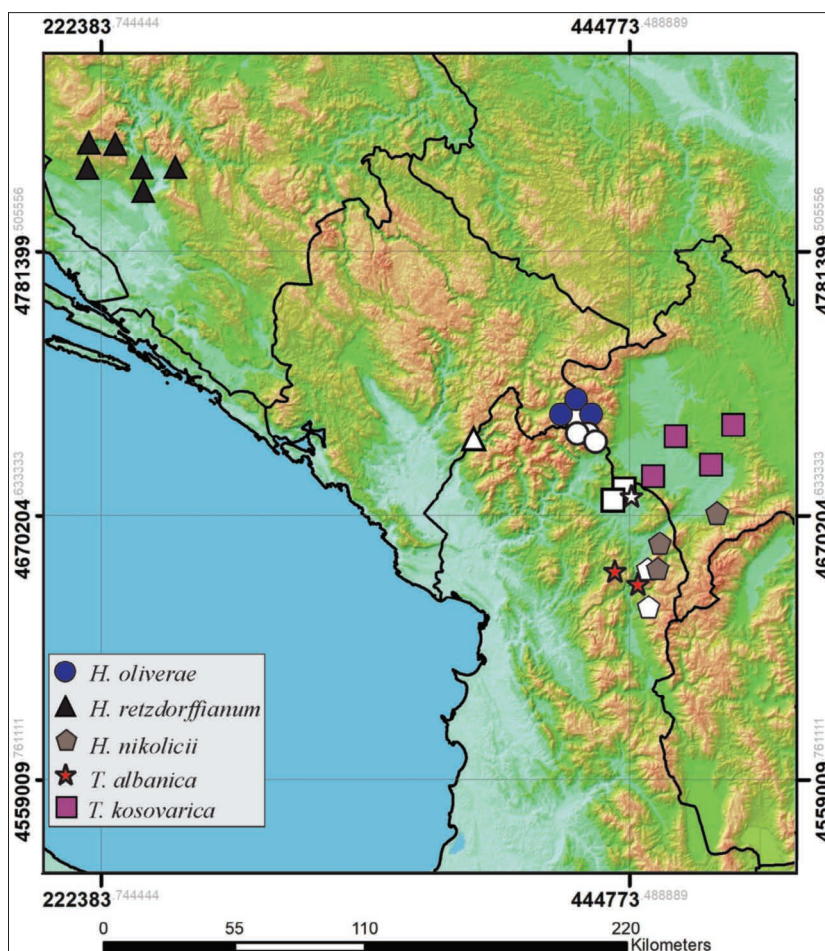 222383.744444 444773.488889
4781399.505556 4781399.505556
4670204.633333 4670204.633333
H. oliverae
H. retzdorffianum
H. nikolicii
T. albanica
T. kosovarica
4559009.761111 4559009.761111
222383.744444 444773.488889
0 55 110 220
Kilometers